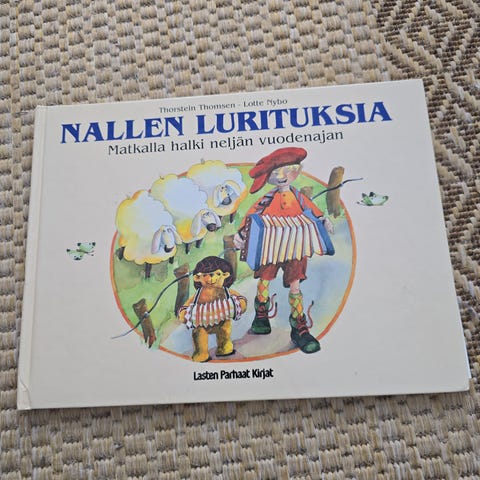 Thorstein Thomsen · Lotte Nybo
NALLEN LURITUKSIA
Matkalla halki neljän vuodenajan
Lasten Parhaat Kirjat